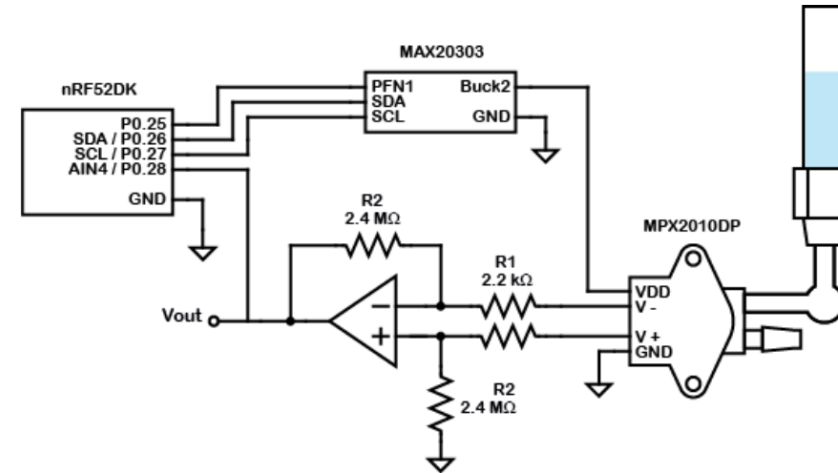 MAX20303
nRF52DK
PFN1
Buck2
SDA
SCL
GND
P0.25
SDA / P0.26
SCL / P0.27
AIN4 / P0.28
GND
R2
2.4 MΩ
MPX2010DP
R1
2.2 kΩ
VDD
V -
V +
GND
Vout
R2
2.4 MΩ